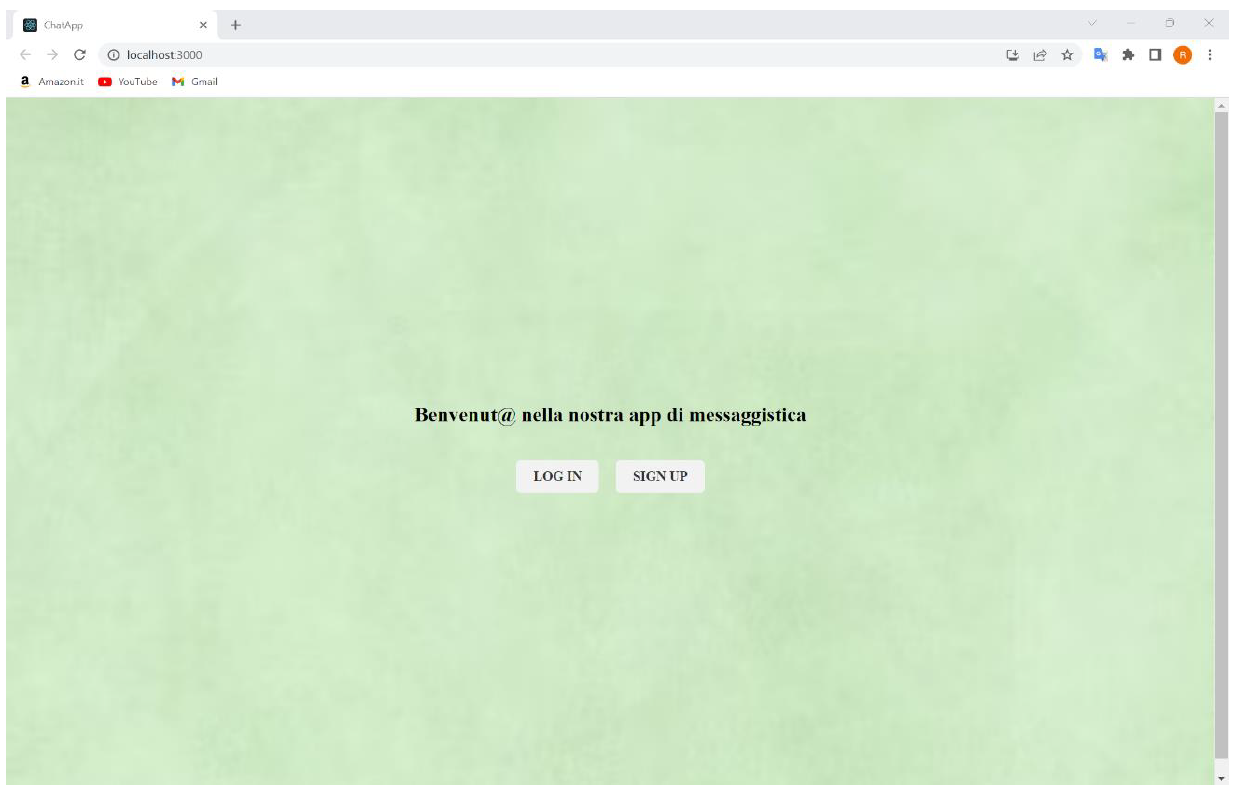 ChatApp
localhost:3000
R
Amazon.it YouTube Gmail
Benvenut@ nella nostra app di messaggistica
LOG IN SIGN UP